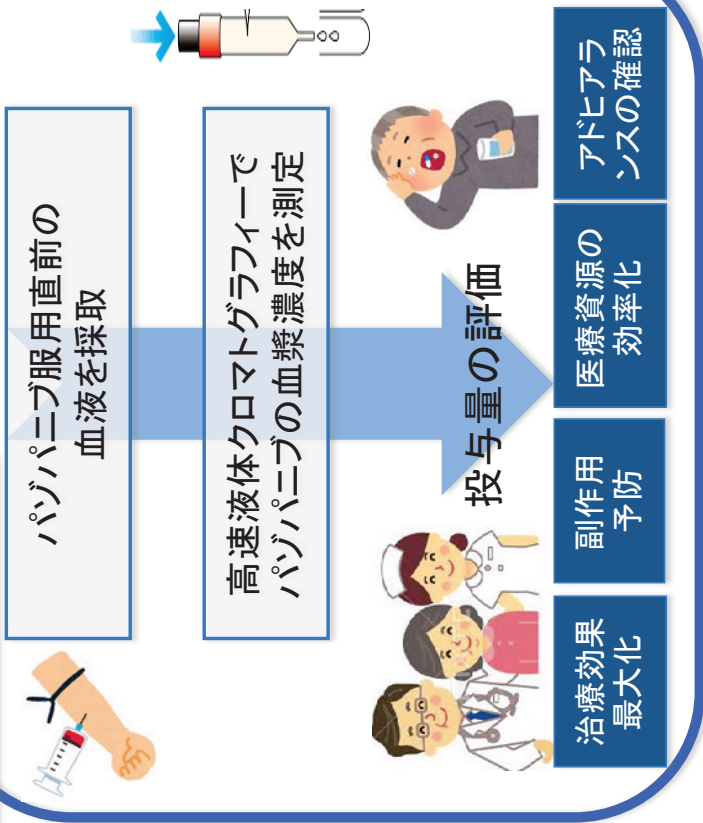 パゾパニブ服用直前の
血液を採取
高速液体クロマトグラフィーで
パゾパニブの血漿濃度を測定
投与量の評価
治療効果
最大化
副作用
予防
医療資源の
効率化
アドヒアラ
ンスの確認